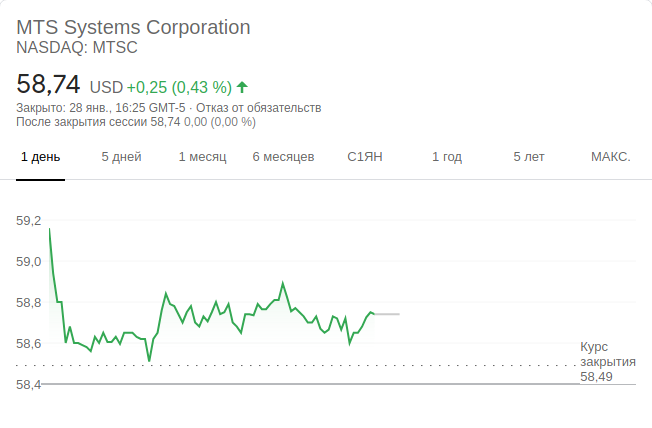 MTS Systems Corporation
NASDAQ: MTSC
58,74 USD +0,25 (0,43 %)
Закрыто: 28 янв., 16:25 GMT-5 · Отказ от обязательств
После закрытия сессии 58,74 0,00 (0,00 %)
1 день 5 дней 1 месяц 6 месяцев С1ЯН 1 год 5 лет МАКС.
59,2
59,0
58,8
58,6
58,4
Курс
закрытия
58,49